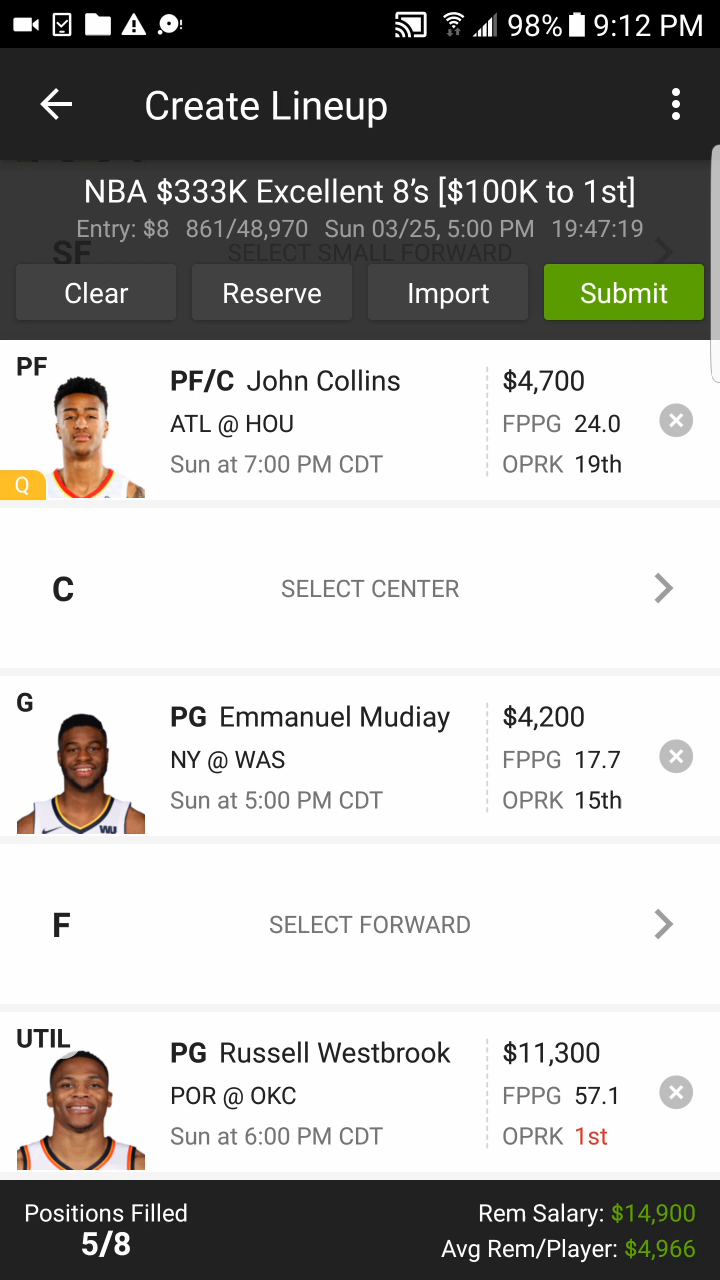 98% 9:12 PM
Create Lineup
NBA $333K Excellent 8's [$100K to 1st]
Entry: $8 861/48,970 Sun 03/25, 5:00 PM 19:47:19
SF SELECT SMALL FORWARD
Clear Reserve Import Submit
PF PF/C John Collins $4,700
ATL @ HOU FPPG 24.0
Sun at 7:00 PM CDT OPRK 19th
Q
C SELECT CENTER
G PG Emmanuel Mudiay $4,200
NY @ WAS FPPG 17.7
Sun at 5:00 PM CDT OPRK 15th
WU
F SELECT FORWARD
UTIL PG Russell Westbrook $11,300
POR @ OKC FPPG 57.1
Sun at 6:00 PM CDT OPRK 1st
Positions Filled Rem Salary: $14,900
5/8 Avg Rem/Player: $4,966